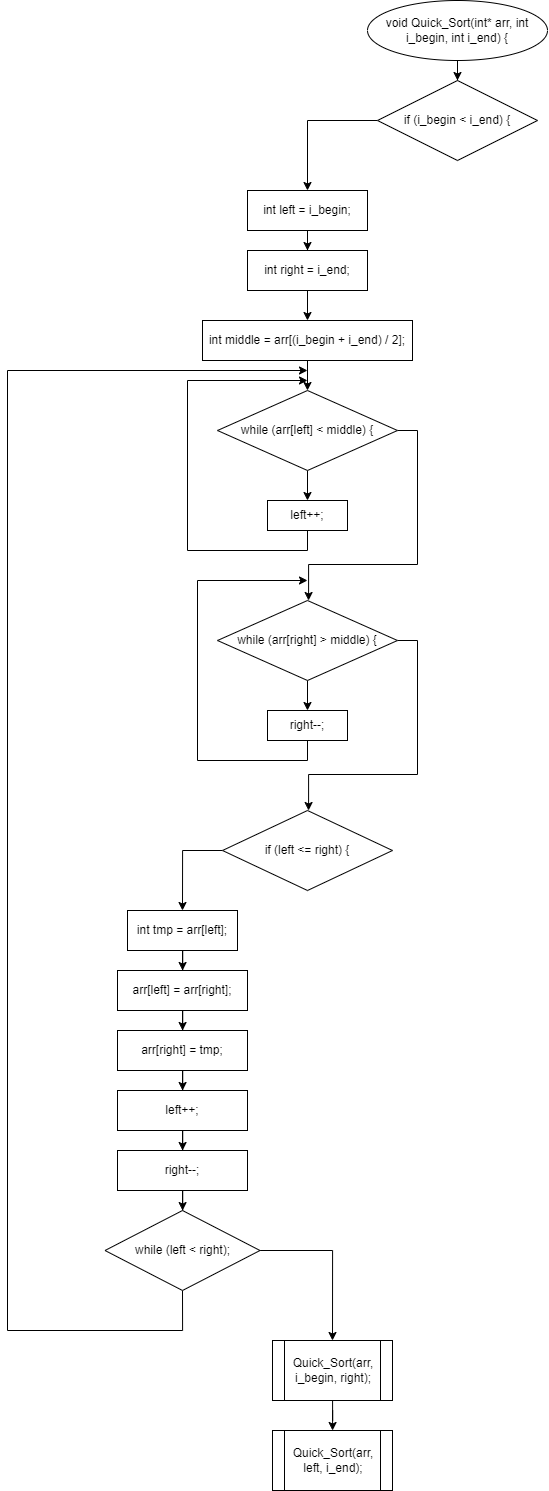 void Quick_Sort(int* arr, int
i_begin, int i_end) {
if (i_begin < i_end) {
int left = i_begin;
int right = i_end;
int middle = arr[(i_begin + i_end) / 2];
while (arr[left] < middle) {
left++;
while (arr[right] > middle) {
right--;
if (left <= right) {
int tmp = arr[left];
arr[left] = arr[right];
arr[right] = tmp;
left++;
right--;
while (left < right);
Quick_Sort(arr,
i_begin, right);
Quick_Sort(arr,
left, i_end);